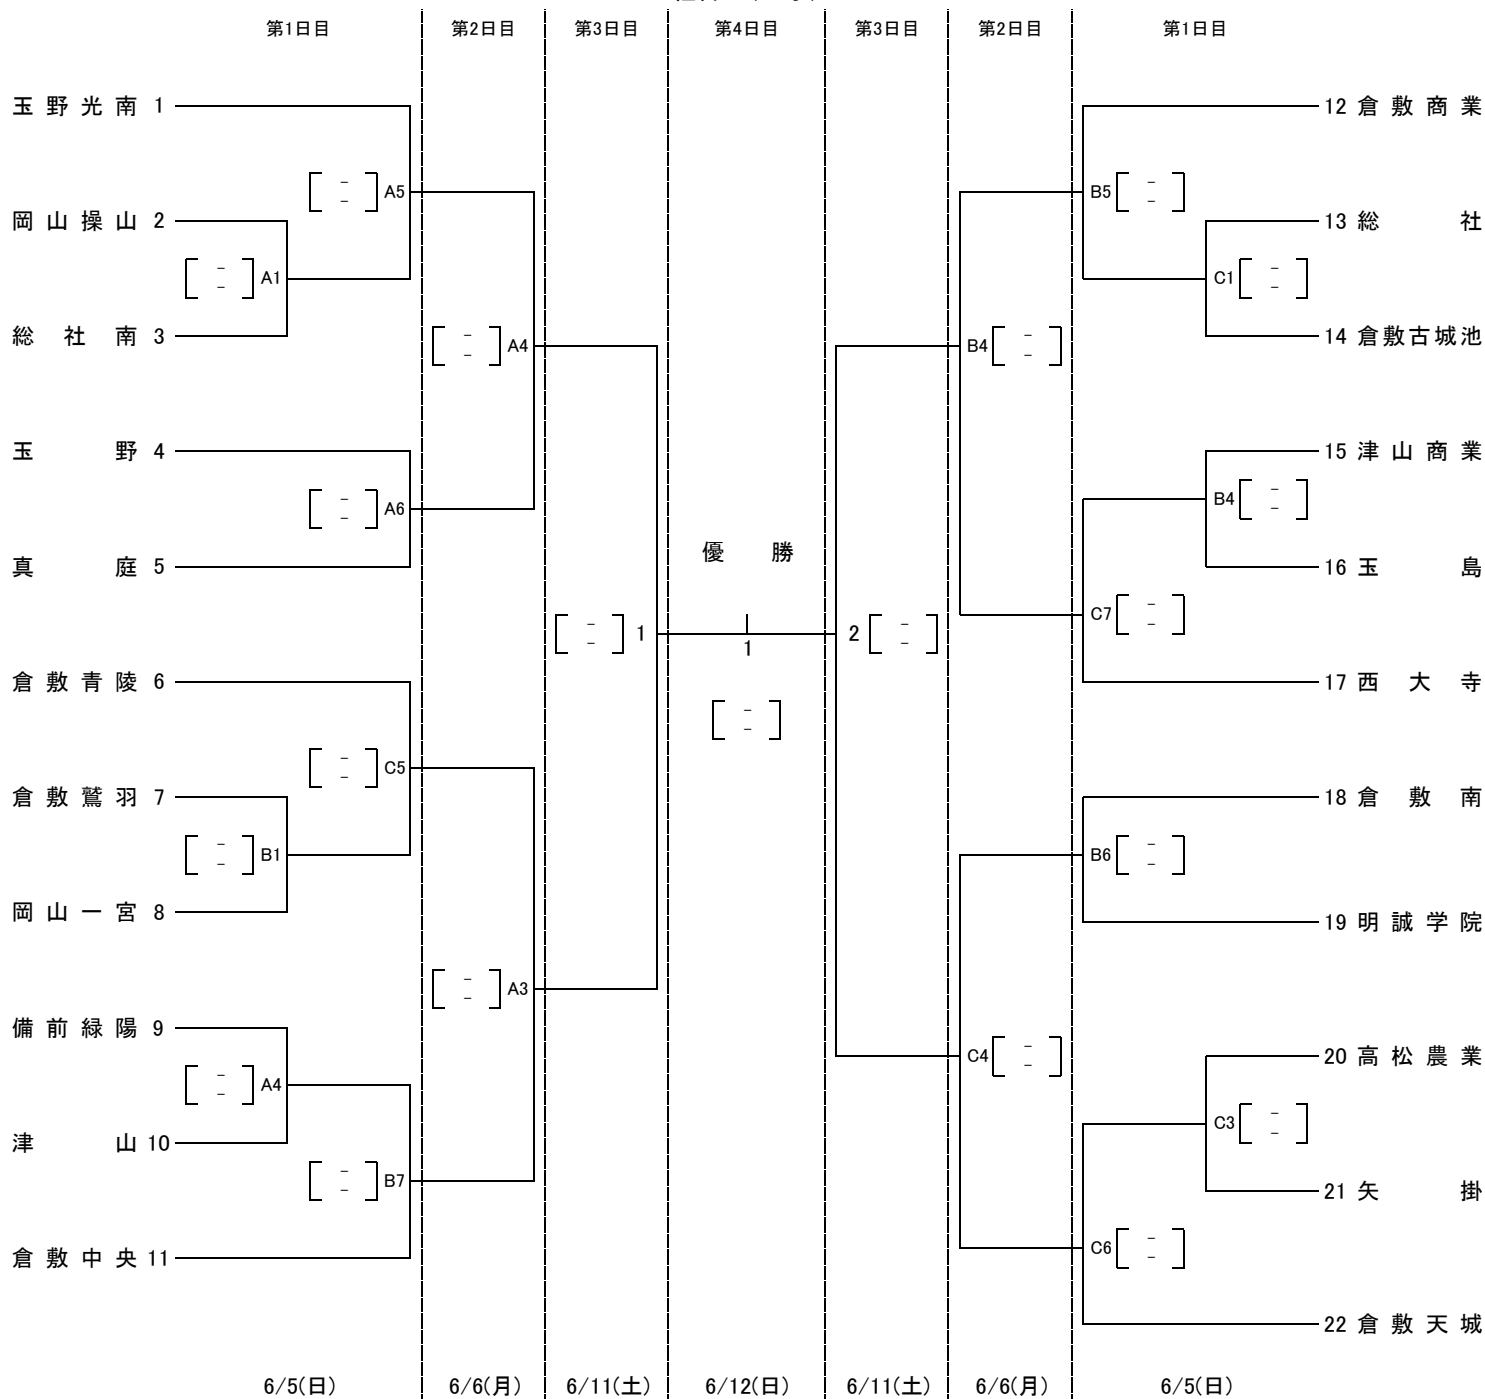 第1日目 第2日目 第3日目 第4日目 第3日目 第2日目 第1日目
玉野光南 1
12 倉敷商業
[ - - ] A5
B5 [ - - ]
岡山操山 2
13 総社
[ - - ] A1
C1 [ - - ]
総社南 3
[ - - ] A4
B4 [ - - ]
14 倉敷古城池
玉野 4
15 津山商業
[ - - ] A6
B4 [ - - ]
真庭 5
優勝
16 玉島
C7 [ - - ]
[ - - ] 1
1
2 [ - - ]
倉敷青陵 6
17 西大寺
[ - - ]
[ - - ] C5
倉敷鷲羽 7
18 倉敷南
[ - - ] B1
B6 [ - - ]
岡山一宮 8
19 明誠学院
[ - - ] A3
備前緑陽 9
C4 [ - - ]
20 高松農業
[ - - ] A4
C3 [ - - ]
津山 10
[ - - ] B7
21 矢掛
倉敷中央 11
C6 [ - - ]
22 倉敷天城
6/5(日) 6/6(月) 6/11(土) 6/12(日) 6/11(土) 6/6(月) 6/5(日)